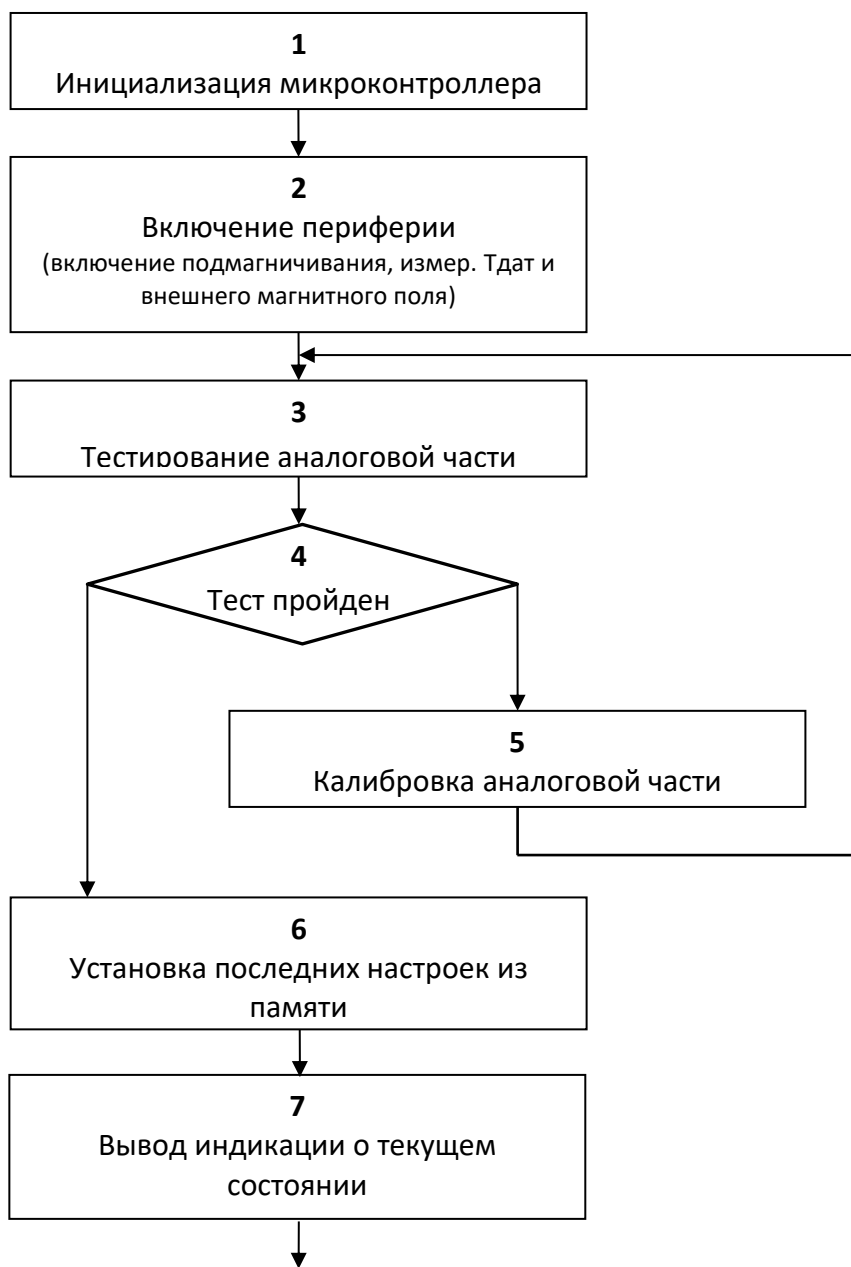 1
Инициализация микроконтроллера
2
Включение периферии
(включение подмагничивания, измер. Тдат и
внешнего магнитного поля)
3
Тестирование аналоговой части
4
Тест пройден
5
Калибровка аналоговой части
6
Установка последних настроек из
памяти
7
Вывод индикации о текущем
состоянии